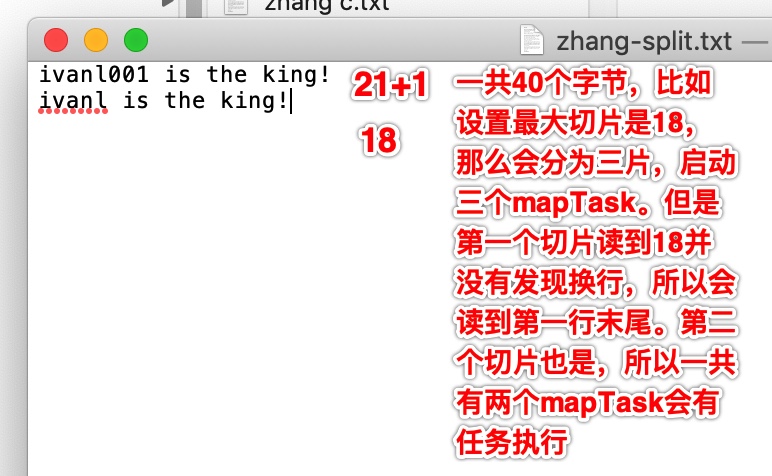 zhang c.txt
zhang-split.txt —
ivanl001 is the king!
ivanl is the king!
21+1
18
一共40个字节，比如
设置最大切片是18，
那么会分为三片，启动
三个mapTask。但是
第一个切片读到18并
没有发现换行，所以会
读到第一行末尾。第二
个切片也是，所以一共
有两个mapTask会有
任务执行